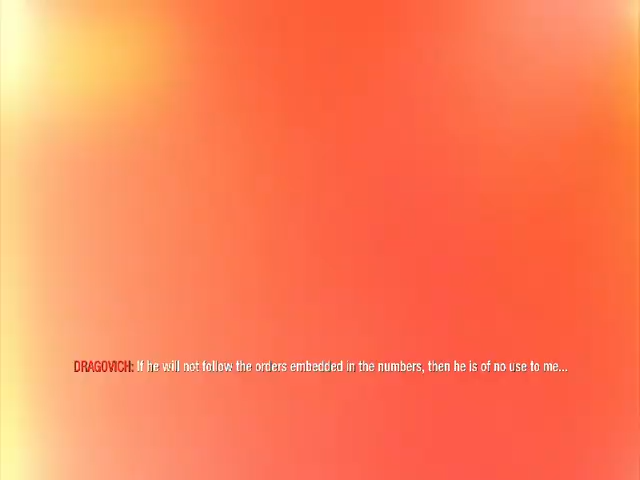 DRAGOVICH: If he will not follow the orders embedded in the numbers, then he is of no use to me...